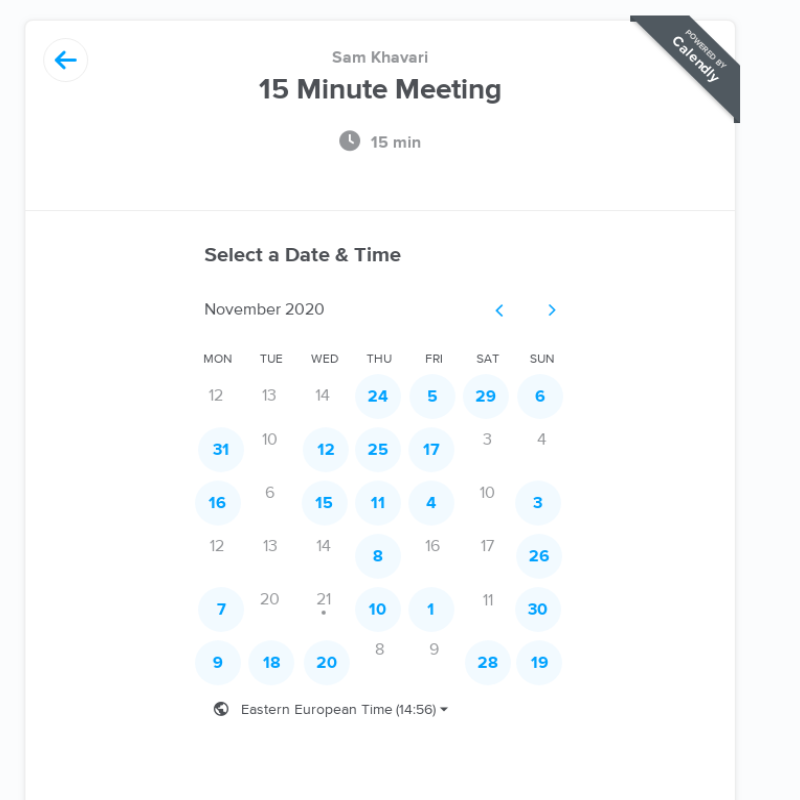 POWERED BY
Calendly
Sam Khavari
15 Minute Meeting
15 min
Select a Date & Time
November 2020
MON TUE WED THU FRI SAT SUN
12 13 14 24 5 29 6
31 10 12 25 17 3 4
16 6 15 11 4 10 3
12 13 14 8 16 17 26
7 20 21 10 1 11 30
9 18 20 8 9 28 19
Eastern European Time (14:56)